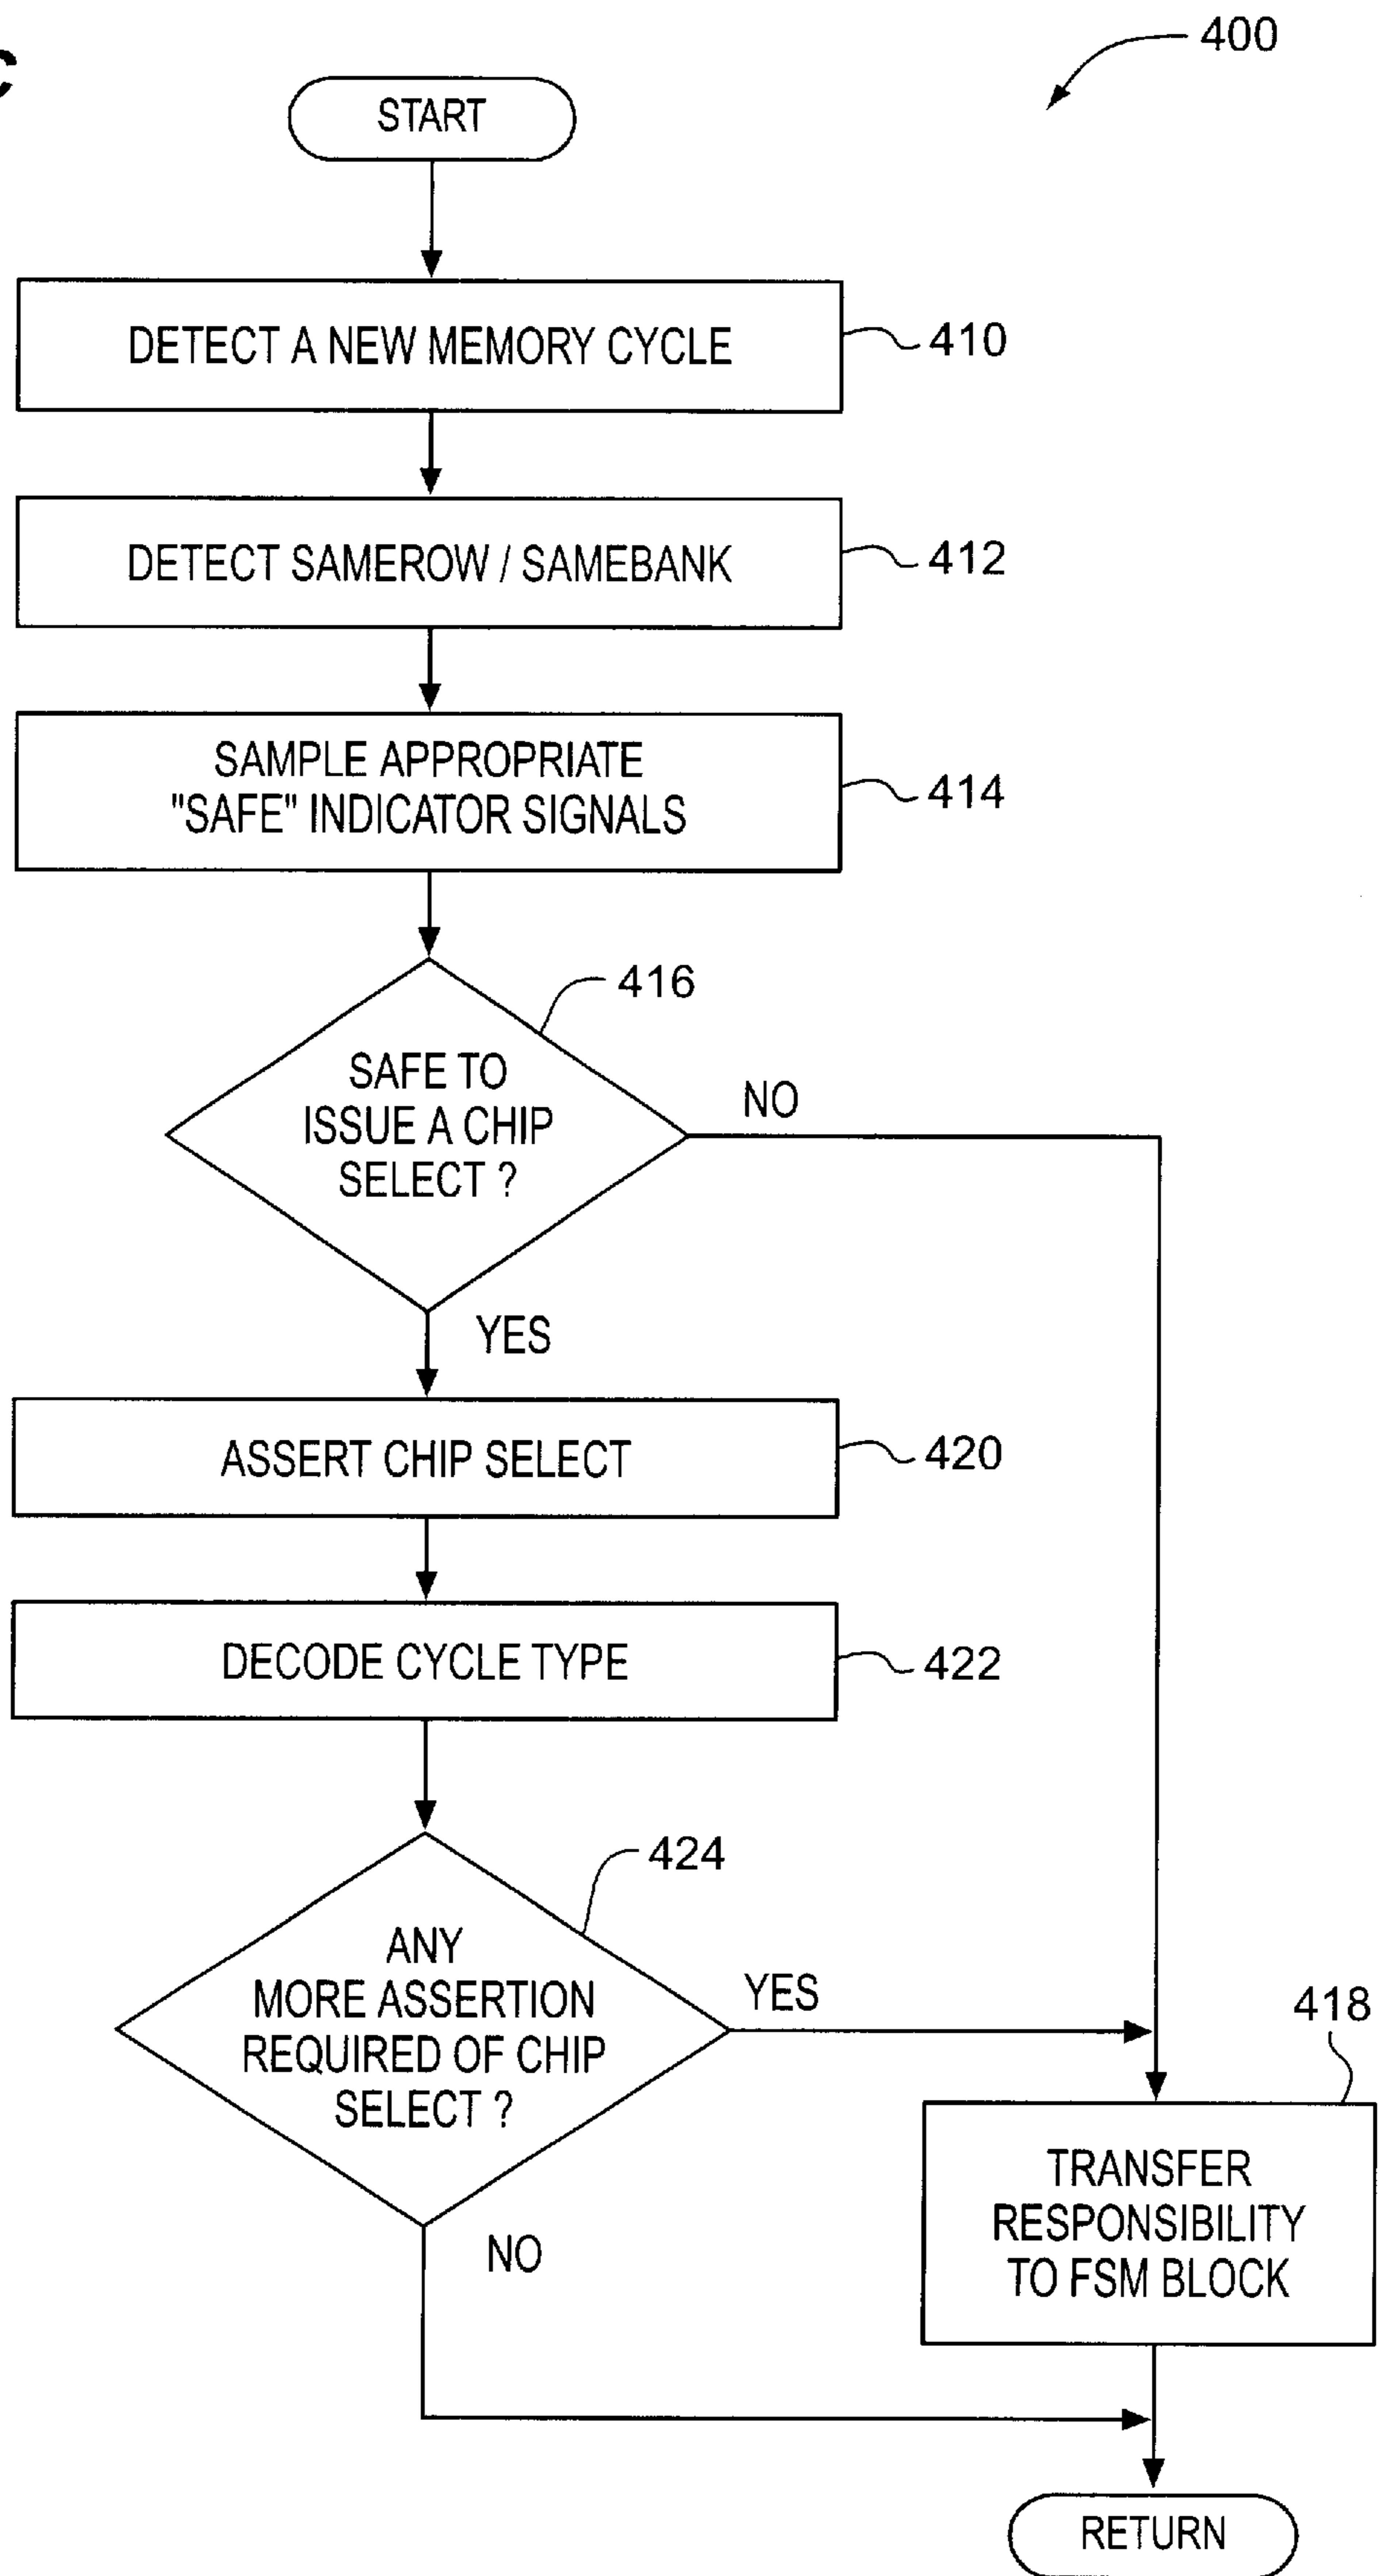 400
START
DETECT A NEW MEMORY CYCLE
410
DETECT SAMEROW / SAMEBANK
412
SAMPLE APPROPRIATE
"SAFE" INDICATOR SIGNALS
414
416
SAFE TO
ISSUE A CHIP
SELECT ?
NO
YES
ASSERT CHIP SELECT
420
DECODE CYCLE TYPE
422
424
ANY
MORE ASSERTION
REQUIRED OF CHIP
SELECT ?
YES
NO
418
TRANSFER
RESPONSIBILITY
TO FSM BLOCK
RETURN